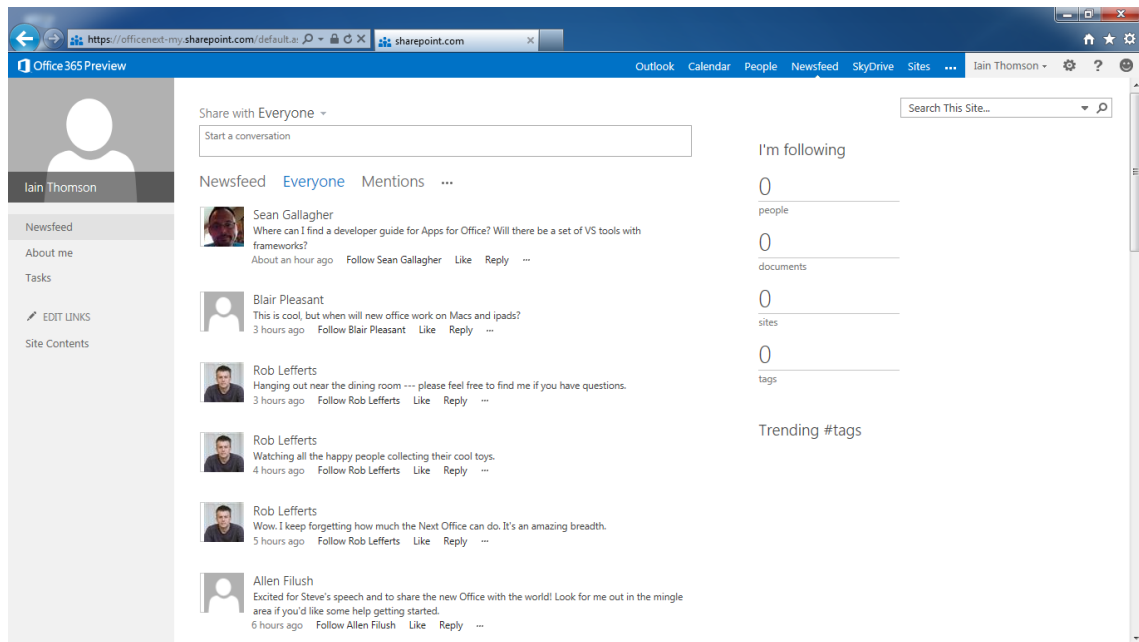 https://officenext-my.sharepoint.com/default.a
sharepoint.com
Office 365 Preview
Outlook Calendar People Newsfeed SkyDrive Sites ... Iain Thomson ?
Iain Thomson
Newsfeed
About me
Tasks
EDIT LINKS
Site Contents
Share with Everyone
Start a conversation
Newsfeed Everyone Mentions ...
Sean Gallagher
Where can I find a developer guide for Apps for Office? Will there be a set of VS tools with
frameworks?
About an hour ago Follow Sean Gallagher Like Reply ...
Blair Pleasant
This is cool, but when will new office work on Macs and ipads?
3 hours ago Follow Blair Pleasant Like Reply ...
Rob Lefferts
Hanging out near the dining room --- please feel free to find me if you have questions.
3 hours ago Follow Rob Lefferts Like Reply ...
Rob Lefferts
Watching all the happy people collecting their cool toys.
4 hours ago Follow Rob Lefferts Like Reply ...
Rob Lefferts
Wow. I keep forgetting how much the Next Office can do. It's an amazing breadth.
5 hours ago Follow Rob Lefferts Like Reply ...
Allen Filush
Excited for Steve's speech and to share the new Office with the world! Look for me out in the mingle
area if you'd like some help getting started.
6 hours ago Follow Allen Filush Like Reply ...
Search This Site...
I'm following
0
people
0
documents
0
sites
0
tags
Trending #tags